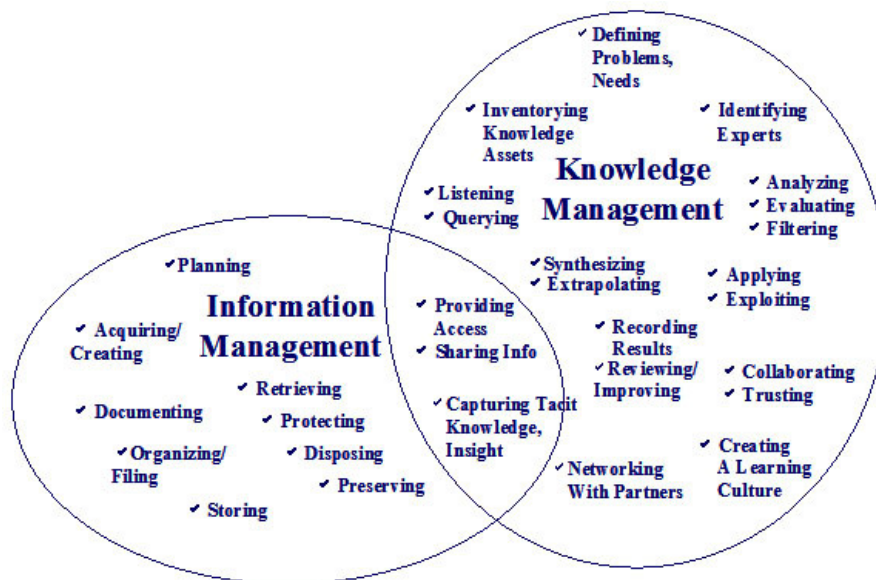 ✓ Defining
Problems,
Needs
✓ Inventorying
Knowledge
Assets
✓ Identifying
Experts
Knowledge
Management
✓ Listening
✓ Querying
✓ Analyzing
✓ Evaluating
✓ Filtering
✓ Synthesizing
✓ Extrapolating
✓ Applying
✓ Exploiting
✓ Recording
Results
✓ Reviewing/
Improving
✓ Collaborating
✓ Trusting
✓ Networking
With Partners
✓ Creating
A Learning
Culture
✓ Providing
Access
✓ Sharing Info
✓ Capturing Tacit
Knowledge,
Insight
Information
Management
✓ Planning
✓ Acquiring/
Creating
✓ Retrieving
✓ Documenting
✓ Protecting
✓ Organizing/
Filing
✓ Disposing
✓ Preserving
✓ Storing